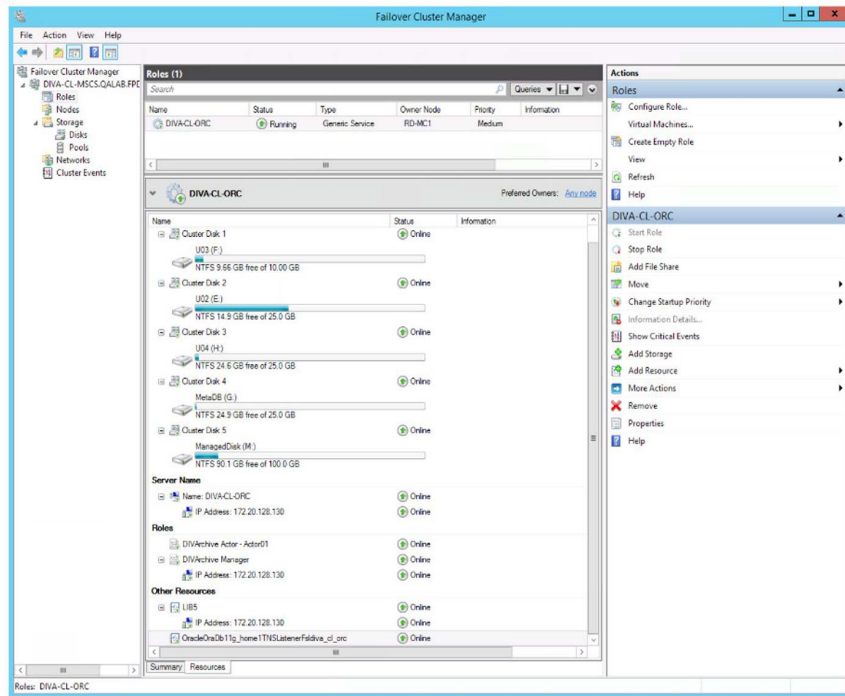 Failover Cluster Manager
File Action View Help
Failover Cluster Manager
DIVA-CL-MSCS.QALAB.FPD
Roles
Nodes
Storage
Disks
Pools
Networks
Cluster Events
Roles (1)
Search
Queries
Name Status Type Owner Node Priority Information
DIVA-CL-ORC Running Generic Service RD-MC1 Medium
DIVA-CL-ORC Preferred Owners: Any node
Name Status Information
Cluster Disk 1 Online
U03 (F:)
NTFS 9.66 GB free of 10.00 GB
Cluster Disk 2 Online
U02 (E:)
NTFS 14.9 GB free of 25.0 GB
Cluster Disk 3 Online
U04 (H:)
NTFS 24.6 GB free of 25.0 GB
Cluster Disk 4 Online
MetaDB (G:)
NTFS 24.9 GB free of 25.0 GB
Cluster Disk 5 Online
ManagedDisk (M:)
NTFS 90.1 GB free of 100.0 GB
Server Name
Name: DIVA-CL-ORC Online
IP Address: 172.20.128.130 Online
Roles
DIVArchive Actor - Actor01 Online
DIVArchive Manager Online
IP Address: 172.20.128.130 Online
Other Resources
LIB5 Online
IP Address: 172.20.128.130 Online
OracleOraDb11g_home1TNSListenerFsldiva_cl_orc Online
Summary Resources
Actions
Roles
Configure Role...
Virtual Machines...
Create Empty Role
View
Refresh
Help
DIVA-CL-ORC
Start Role
Stop Role
Add File Share
Move
Change Startup Priority
Information Details...
Show Critical Events
Add Storage
Add Resource
More Actions
Remove
Properties
Help
Roles: DIVA-CL-ORC